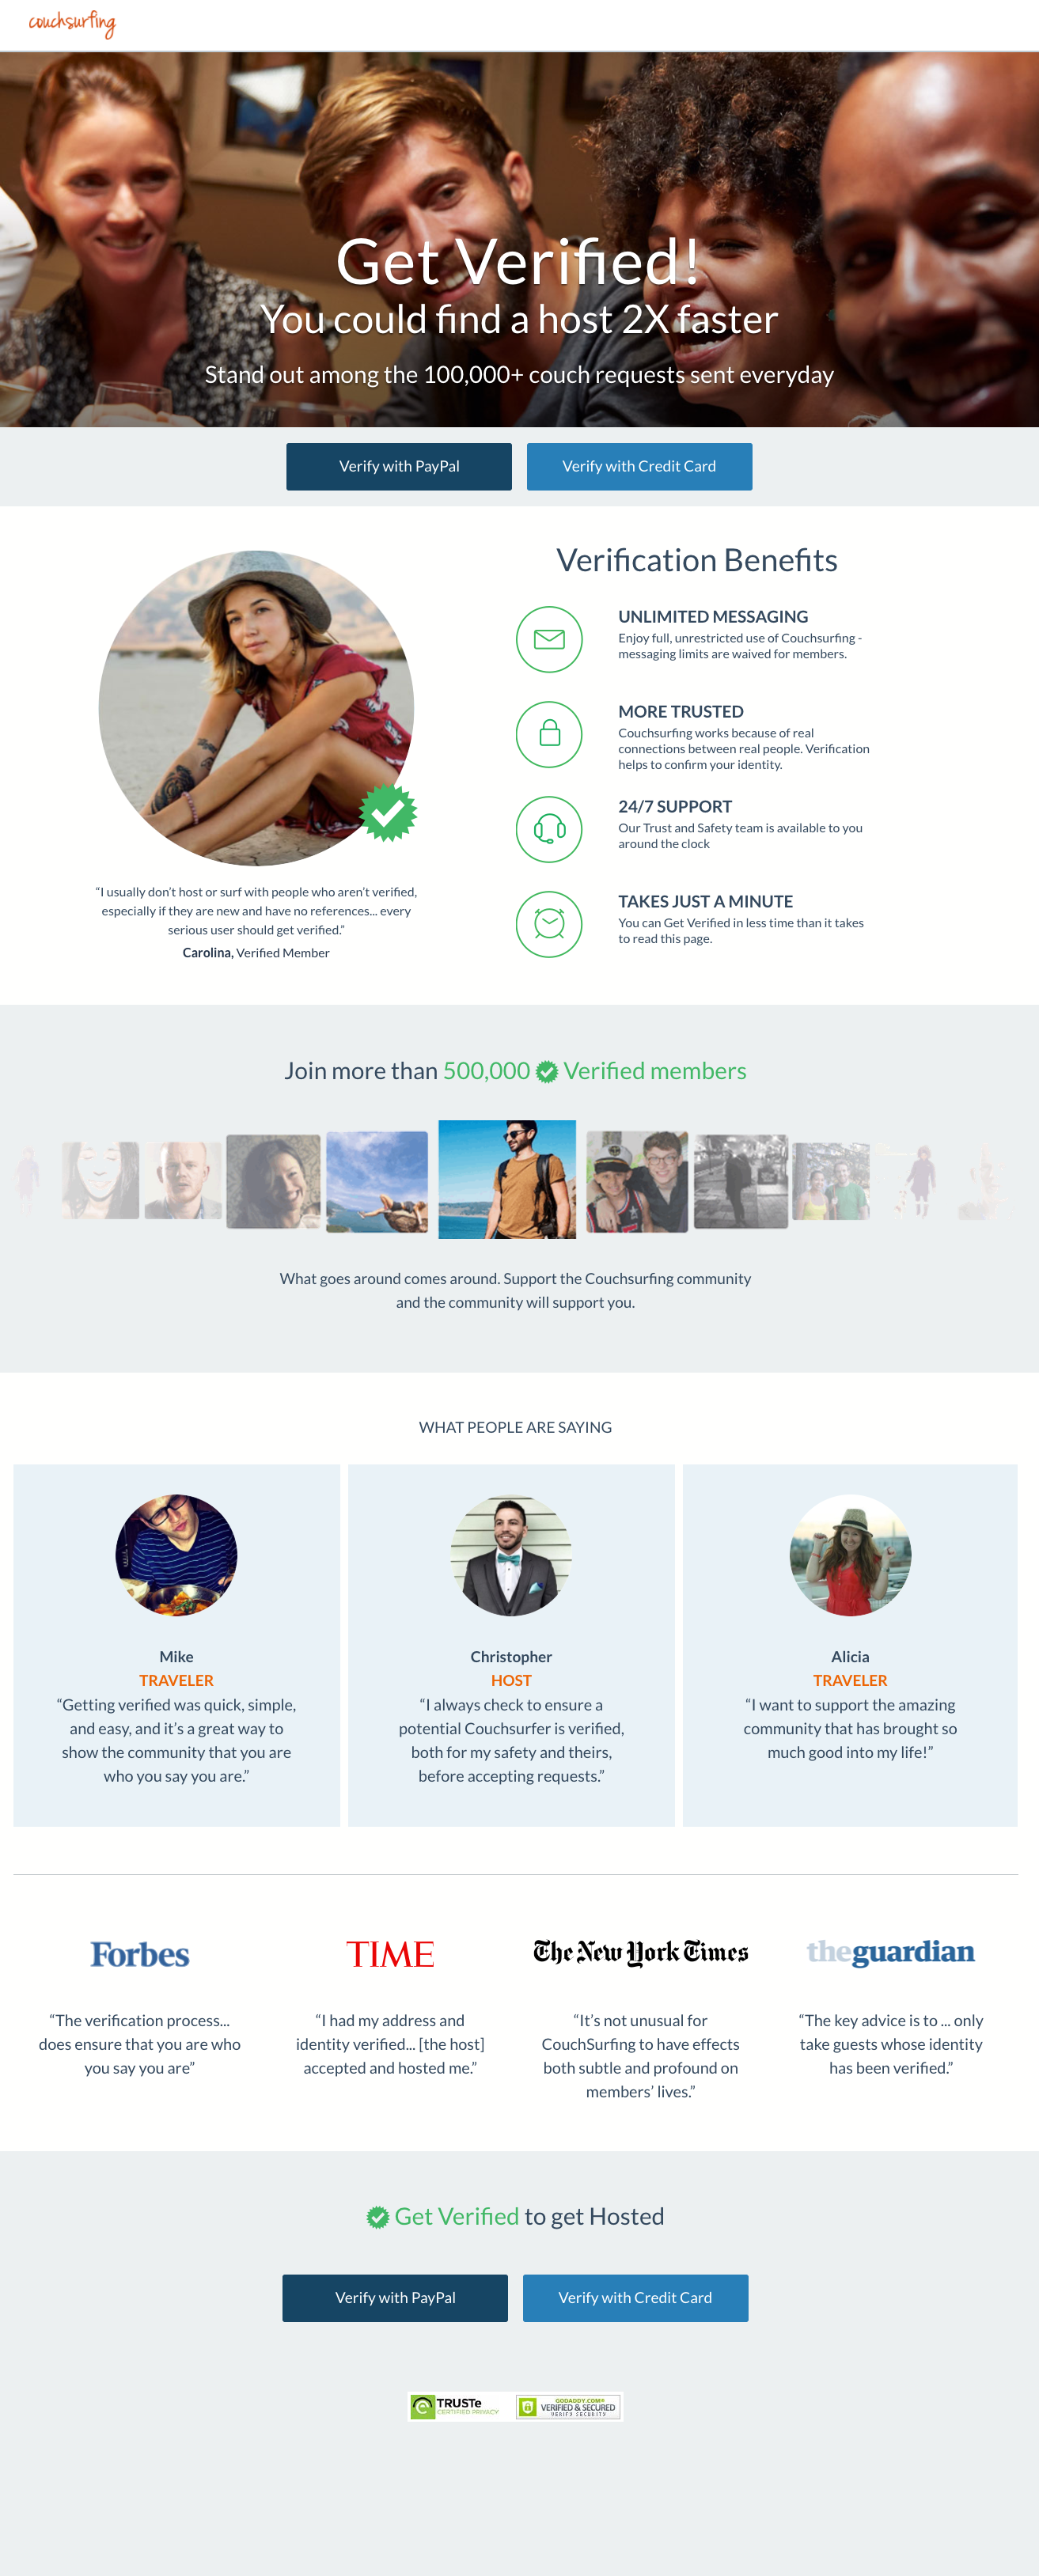 couchsurfing
Get Verified!
You could find a host 2X faster
Stand out among the 100,000+ couch requests sent everyday
Verify with PayPal
Verify with Credit Card
“I usually don’t host or surf with people who aren’t verified,
especially if they are new and have no references... every
serious user should get verified.”
Carolina, Verified Member
Verification Benefits
UNLIMITED MESSAGING
Enjoy full, unrestricted use of Couchsurfing -
messaging limits are waived for members.
MORE TRUSTED
Couchsurfing works because of real
connections between real people. Verification
helps to confirm your identity.
24/7 SUPPORT
Our Trust and Safety team is available to you
around the clock
TAKES JUST A MINUTE
You can Get Verified in less time than it takes
to read this page.
Join more than 500,000 Verified members
What goes around comes around. Support the Couchsurfing community
and the community will support you.
WHAT PEOPLE ARE SAYING
Mike
TRAVELER
“Getting verified was quick, simple,
and easy, and it’s a great way to
show the community that you are
who you say you are.”
Christopher
HOST
“I always check to ensure a
potential Couchsurfer is verified,
both for my safety and theirs,
before accepting requests.”
Alicia
TRAVELER
“I want to support the amazing
community that has brought so
much good into my life!”
Forbes
“The verification process...
does ensure that you are who
you say you are”
TIME
“I had my address and
identity verified... [the host]
accepted and hosted me.”
The New York Times
“It’s not unusual for
CouchSurfing to have effects
both subtle and profound on
members’ lives.”
theguardian
“The key advice is to ... only
take guests whose identity
has been verified.”
Get Verified to get Hosted
Verify with PayPal
Verify with Credit Card
TRUSTe
CERTIFIED PRIVACY
GODADDY.COM®
VERIFIED & SECURED
VERIFY SECURITY